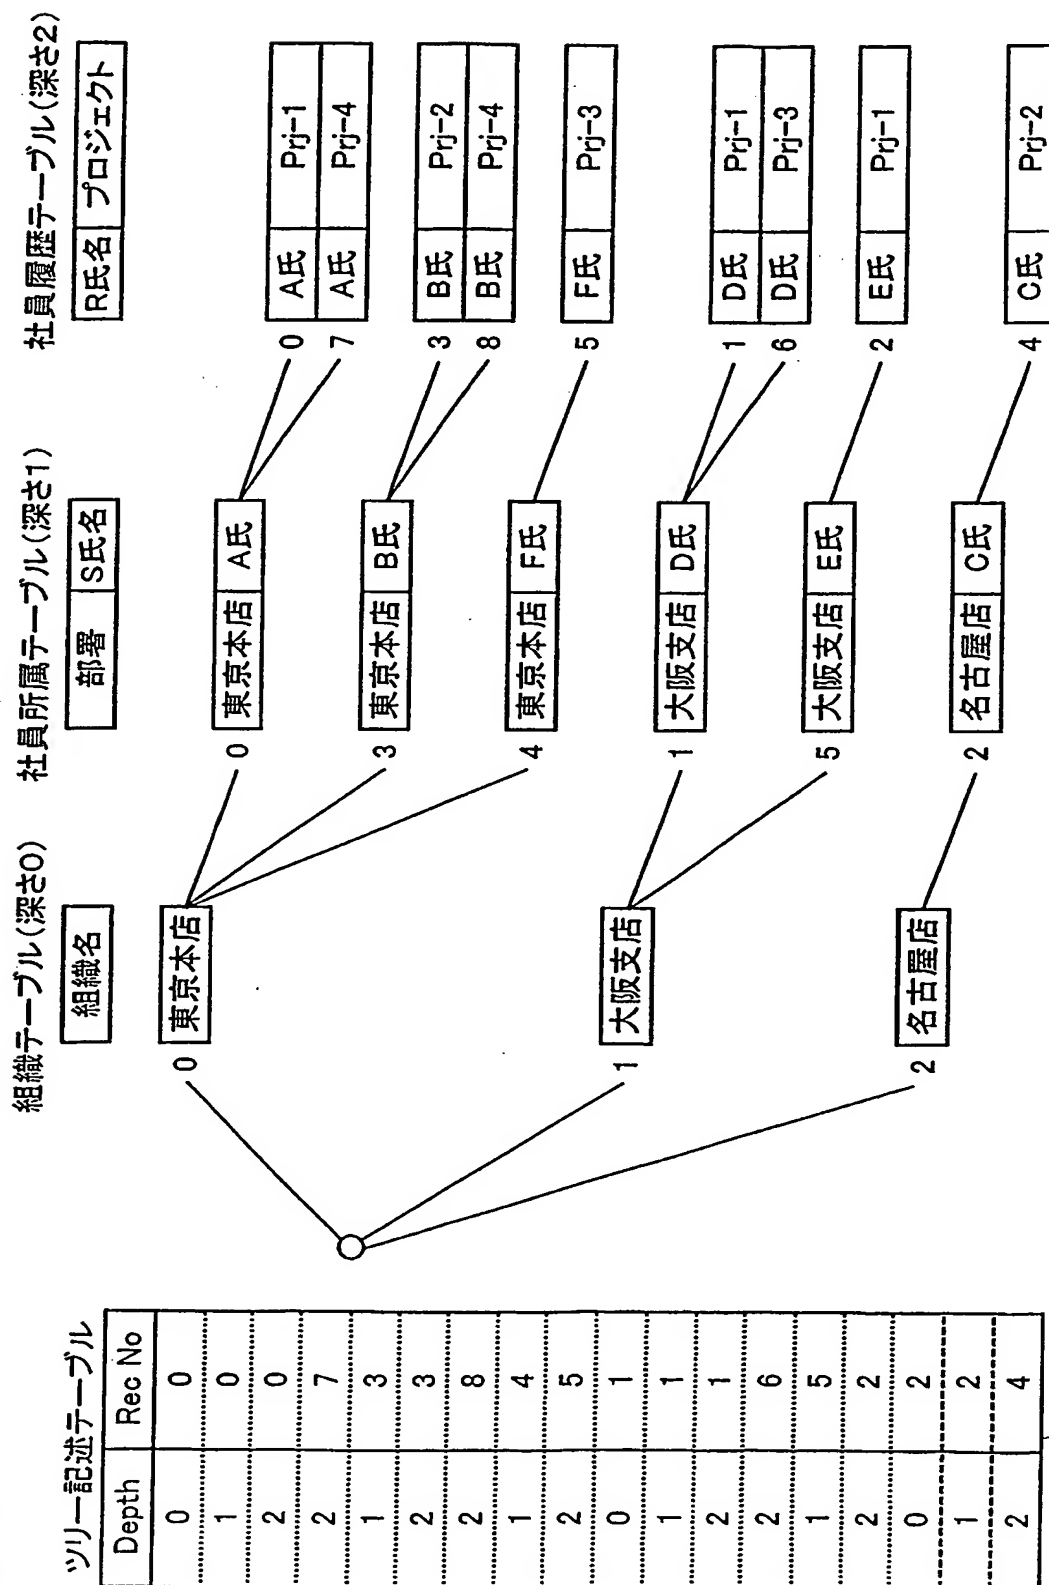 ツリー記述テーブル
Depth Rec No
0 0
1 0
2 0
2 7
1 3
2 3
2 8
1 4
2 5
0 1
1 1
2 1
2 6
1 5
2 2
0 2
1 2
2 4
組織テーブル(深さ0)
組織名
0 東京本店
1 大阪支店
2 名古屋店
社員所属テーブル(深さ1)
部署 S氏名
0 東京本店 A氏
3 東京本店 B氏
4 東京本店 F氏
1 大阪支店 D氏
5 大阪支店 E氏
2 名古屋店 C氏
社員履歴テーブル(深さ2)
R氏名 プロジェクト
0 A氏 Prj-1
7 A氏 Prj-4
3 B氏 Prj-2
8 B氏 Prj-4
5 F氏 Prj-3
1 D氏 Prj-1
6 D氏 Prj-3
2 E氏 Prj-1
4 C氏 Prj-2